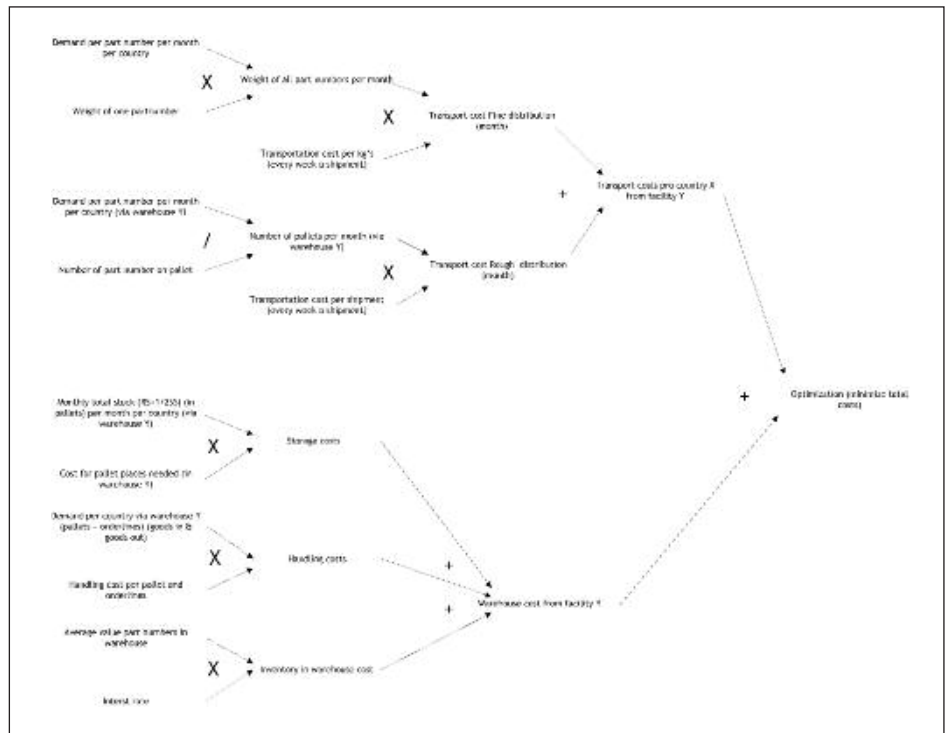 Demand per part number per month
per country
X
Weight of all part numbers per month
Weight of one partnumber
X
Transport cost Fine distribution
(month)
Transportation cost per kg's
(every week a shipment)
+
Transport costs pro country X
from facility Y
Demand per part number per month
per country (via warehouse Y)
/
Number of pallets per month (via
warehouse Y)
Number of part number on pallet
X
Transport cost Rough distribution
(month)
Transportation cost per shipment
(every week a shipment)
+
Optimization (minimize total
costs)
Monthly total stock
(in
pallets) per month per country (via
warehouse Y)
X
Storage costs
Cost for pallet places needed (in
warehouse Y)
Demand per country via warehouse Y
(pallets - orderlines) (goods in &
goods out)
X
Handling costs
+
Handling cost per pallet and
orderlines
+
Warehouse cost from facility Y
Average value part numbers in
warehouse
X
Inventory in warehouse cost
Interst rate